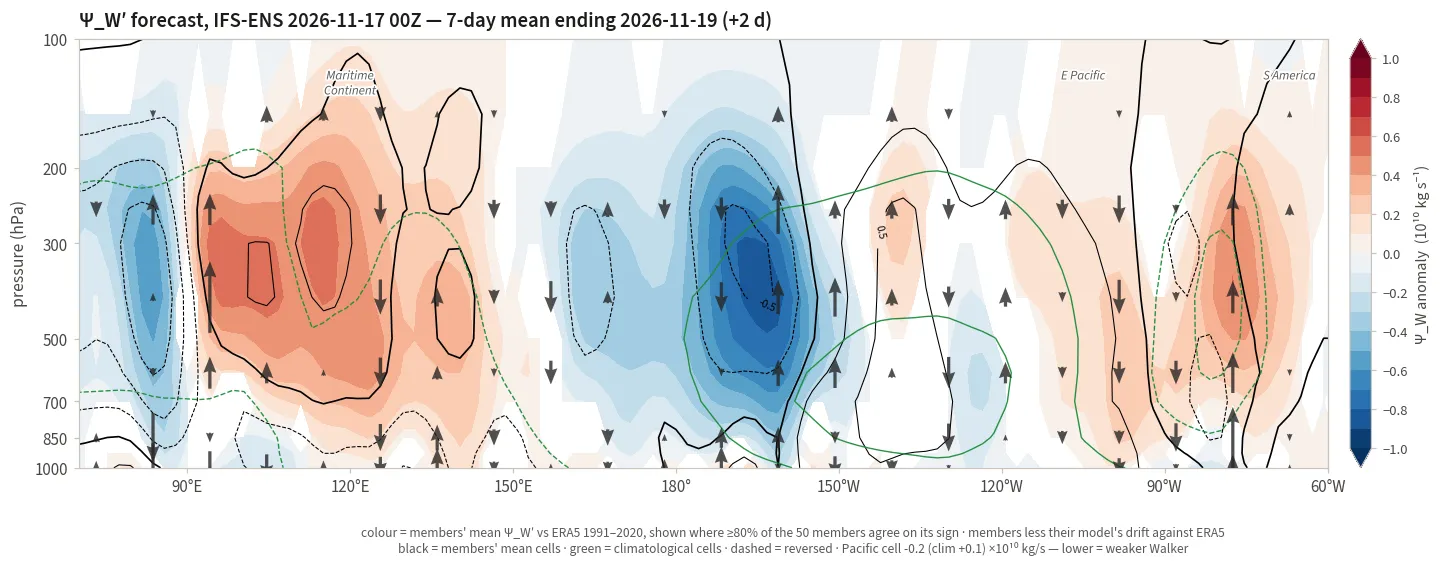 Ψ_W′ forecast, IFS-ENS 2026-11-17 00Z — 7-day mean ending 2026-11-19 (+2 d)
100
200
300
400
500
700
850
1000
pressure (hPa)
Maritime
Continent
E Pacific
S America
0.5
-0.5
90°E
120°E
150°E
180°
150°W
120°W
90°W
60°W
1.0
0.8
0.6
0.4
0.2
0.0
−0.2
−0.4
−0.6
−0.8
−1.0
Ψ_W anomaly (10¹⁰ kg s⁻¹)
colour = members' mean Ψ_W′ vs ERA5 1991–2020, shown where ≥80% of the 50 members agree on its sign · members less their model's drift against ERA5
black = members' mean cells · green = climatological cells · dashed = reversed · Pacific cell -0.2 (clim +0.1) ×10¹⁰ kg/s — lower = weaker Walker